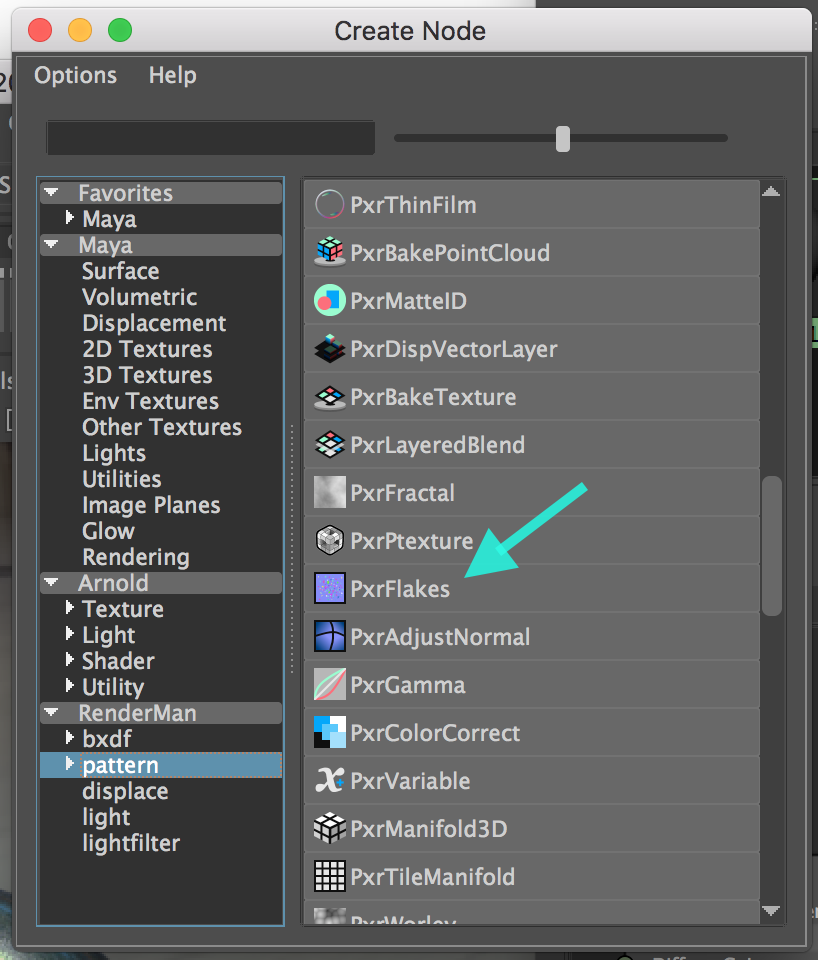 Create Node
Options Help
Favorites
Maya
Maya
Surface
Volumetric
Displacement
2D Textures
3D Textures
Env Textures
Other Textures
Lights
Utilities
Image Planes
Glow
Rendering
Arnold
Texture
Light
Shader
Utility
RenderMan
bxdf
pattern
displace
light
lightfilter
PxrThinFilm
PxrBakePointCloud
PxrMatteID
PxrDispVectorLayer
PxrBakeTexture
PxrLayeredBlend
PxrFractal
PxrPtexture
PxrFlakes
PxrAdjustNormal
PxrGamma
PxrColorCorrect
PxrVariable
PxrManifold3D
PxrTileManifold
PxrWorley